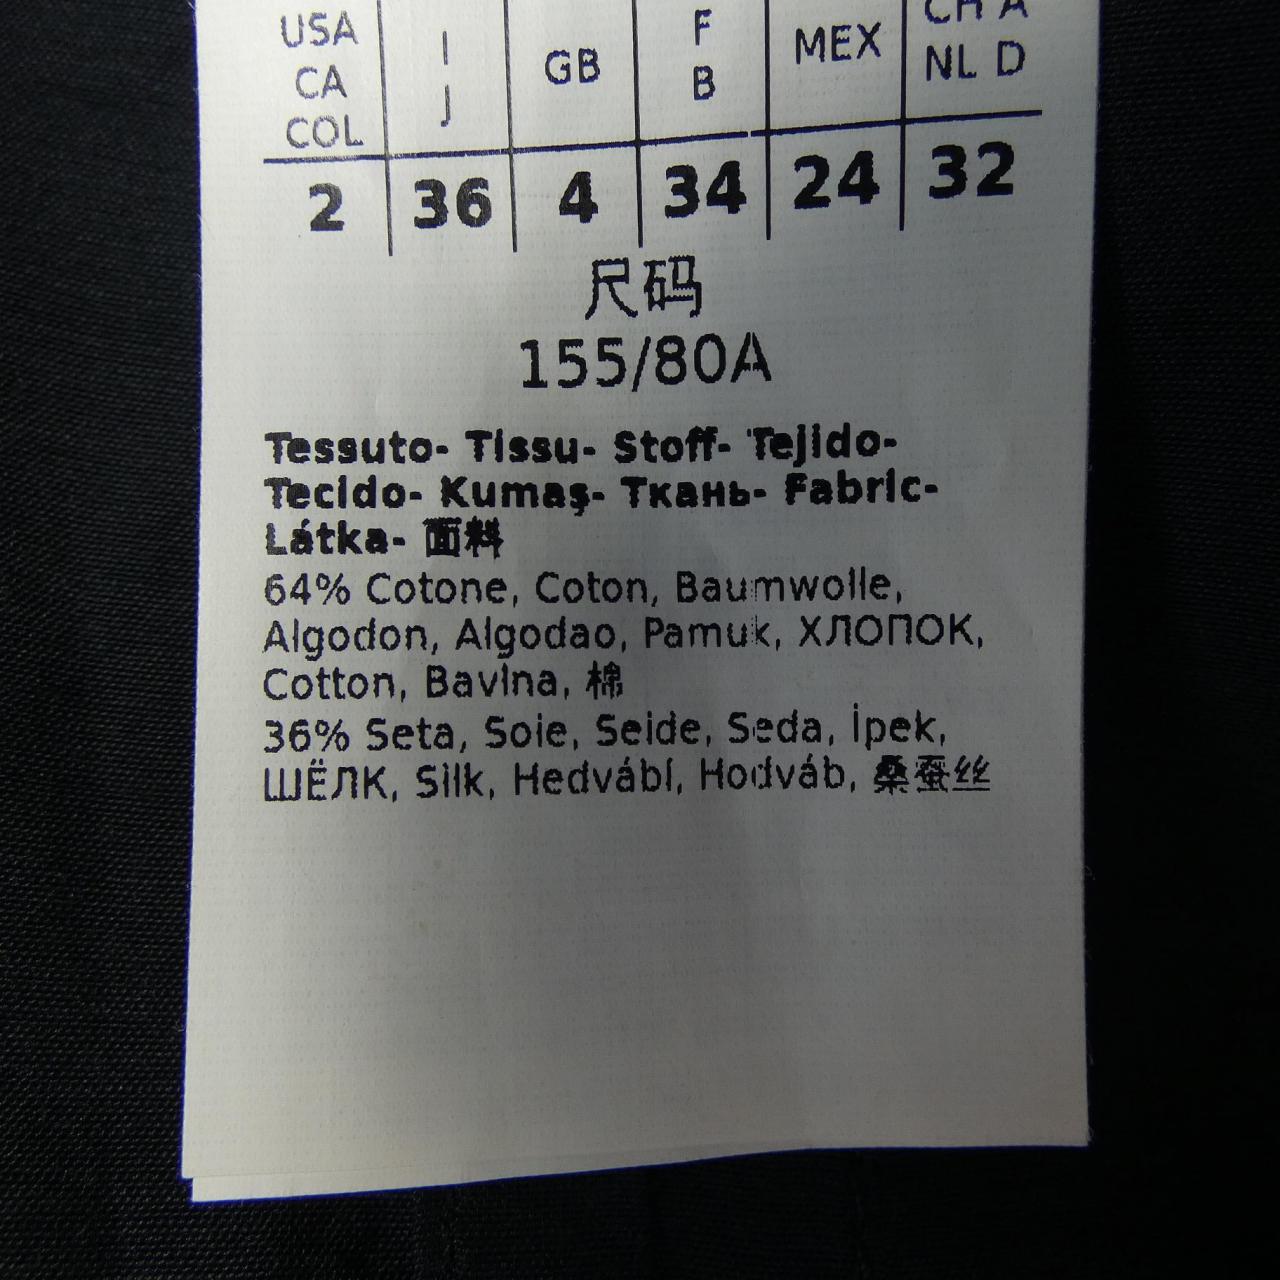 USA I GB F MEX CH A
CA J B NL D
COL
2 36 4 34 24 32
尺码
155/80A
Tessuto- Tissu- Stoff- Tejido-
Tecido- Kumaş- Ткань- Fabric-
Látka- 面料
64% Cotone, Coton, Baumwolle,
Algodon, Algodao, Pamuk, ХЛОПОК,
Cotton, Bavlna, 棉
36% Seta, Soie, Seide, Seda, İpek,
ШЁЛК, Silk, Hedvábí, Hodváb, 桑蚕丝